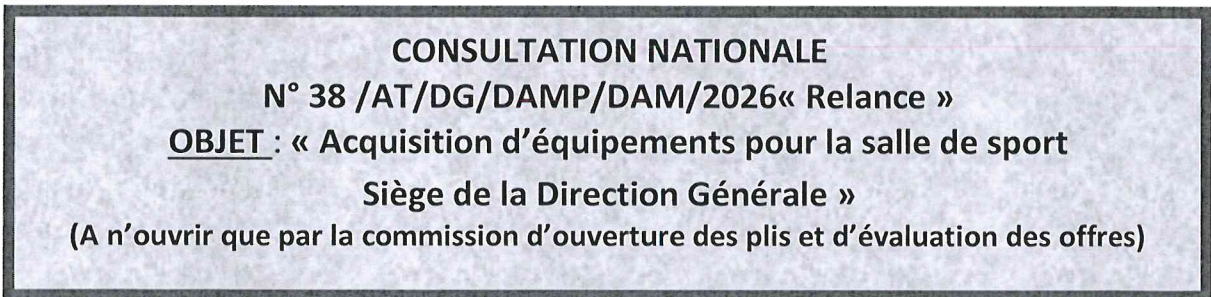 CONSULTATION NATIONALE
N° 38 /AT/DG/DAMP/DAM/2026« Relance »
OBJET : « Acquisition d'équipements pour la salle de sport
Siège de la Direction Générale »
(A n'ouvrir que par la commission d'ouverture des plis et d'évaluation des offres)